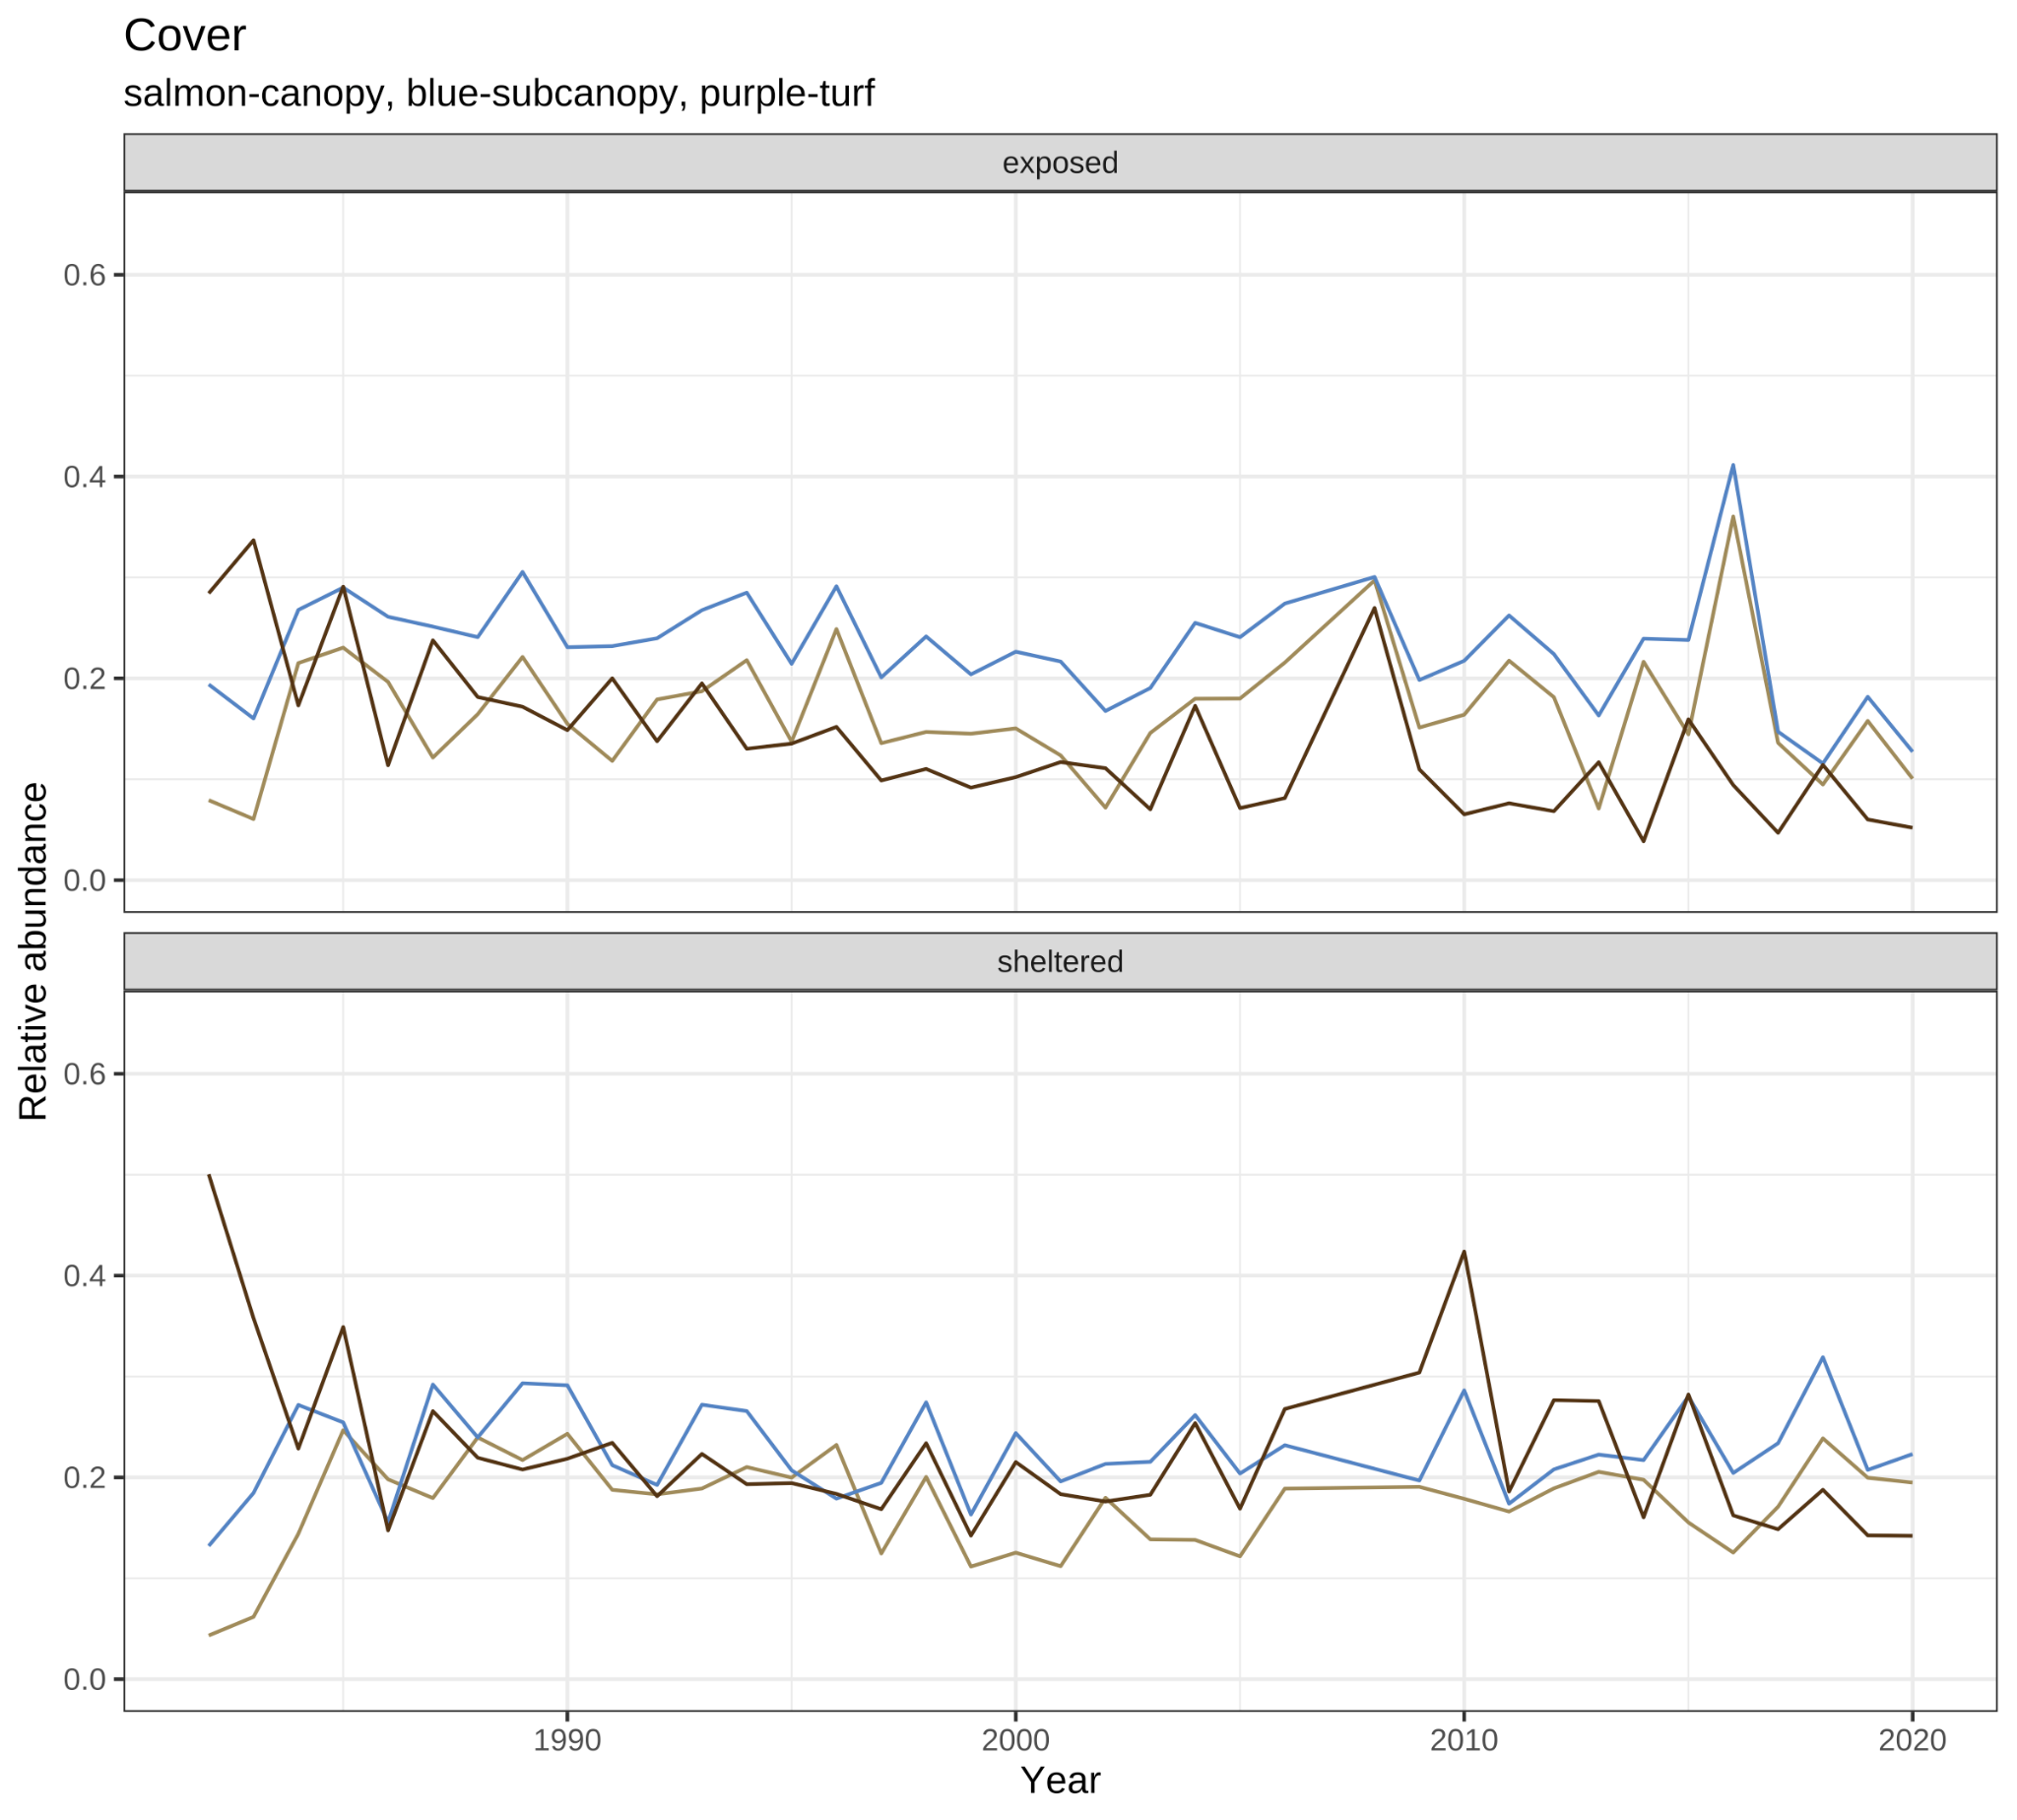 Cover
salmon-canopy, blue-subcanopy, purple-turf
exposed
0.6
0.4
0.2
0.0
sheltered
0.6
0.4
0.2
0.0
Relative abundance
1990 2000 2010 2020
Year